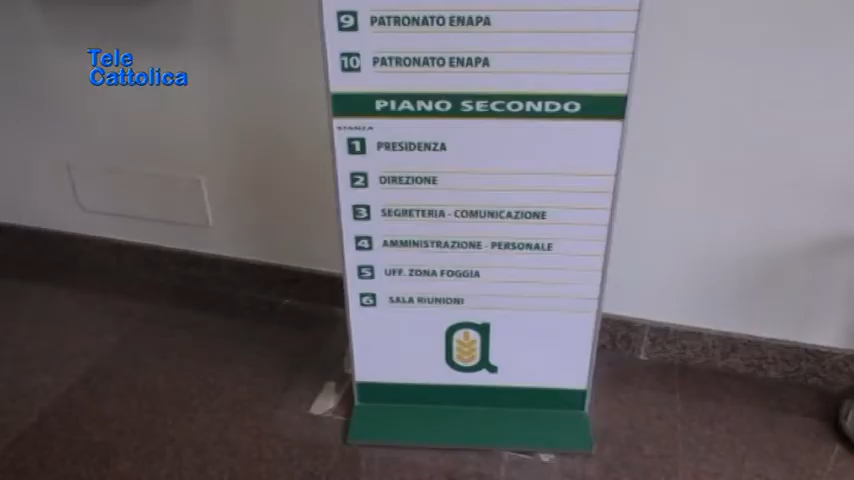 Tele
Cattolica
9 PATRONATO ENAPA
10 PATRONATO ENAPA
PIANO SECONDO
STANZA
1 PRESIDENZA
2 DIREZIONE
3 SEGRETERIA - COMUNICAZIONE
4 AMMINISTRAZIONE - PERSONALE
5 UFF. ZONA FOGGIA
6 SALA RIUNIONI
a